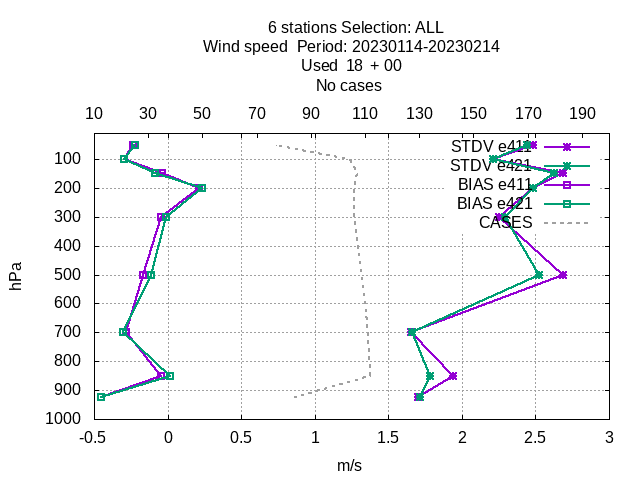 6 stations Selection: ALL
Wind speed  Period: 20230114-20230214
Used  18  + 00
No cases
10 30 50 70 90 110 130 150 170 190
STDV e411
STDV e421
BIAS e411
BIAS e421
CASES
100
200
300
400
500
600
700
800
900
1000
hPa
-0.5 0 0.5 1 1.5 2 2.5 3
m/s